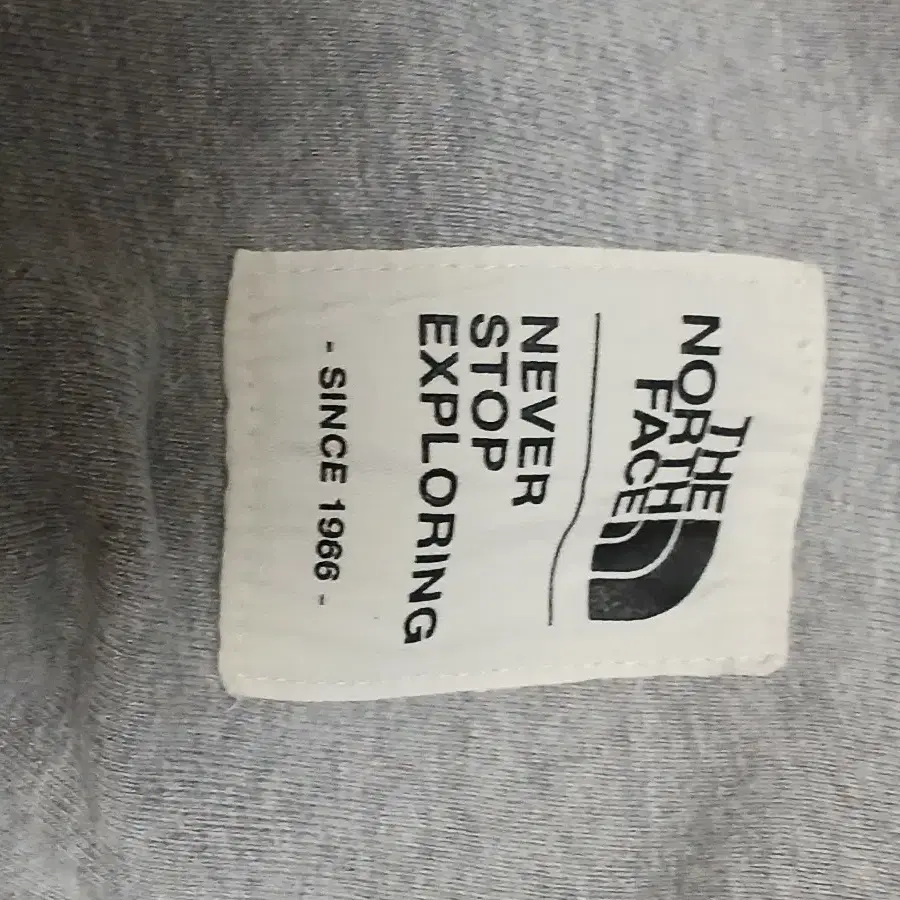 THE
NORTH
FACE
NEVER
STOP
EXPLORING
- SINCE 1966 -